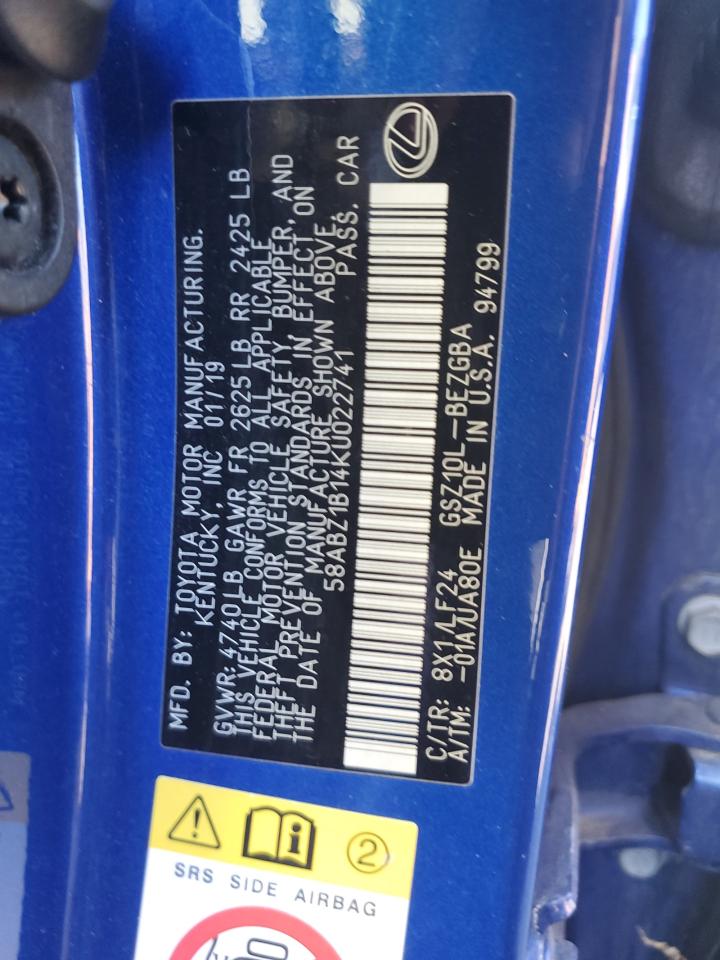 MFD. BY: TOYOTA MOTOR MANUFACTURING.
KENTUCKY, INC 01/19
GVWR: 4740LB GAWR FR 2625LB RR 2425 LB
THIS VEHICLE CONFORMS TO ALL APPLICABLE
FEDERAL MOTOR VEHICLE SAFETY, BUMPER, AND
THEFT PREVENTION STANDARDS IN EFFECT ON
THE DATE OF MANUFACTURE SHOWN ABOVE.
58ABZ1B14KU022741 PASS. CAR
C/TR: 8X1/LF24 GSZ10L-BEZGBA
A/TM: -01A/UA80E MADE IN U.S.A. 94799
2
SRS SIDE AIRBAG